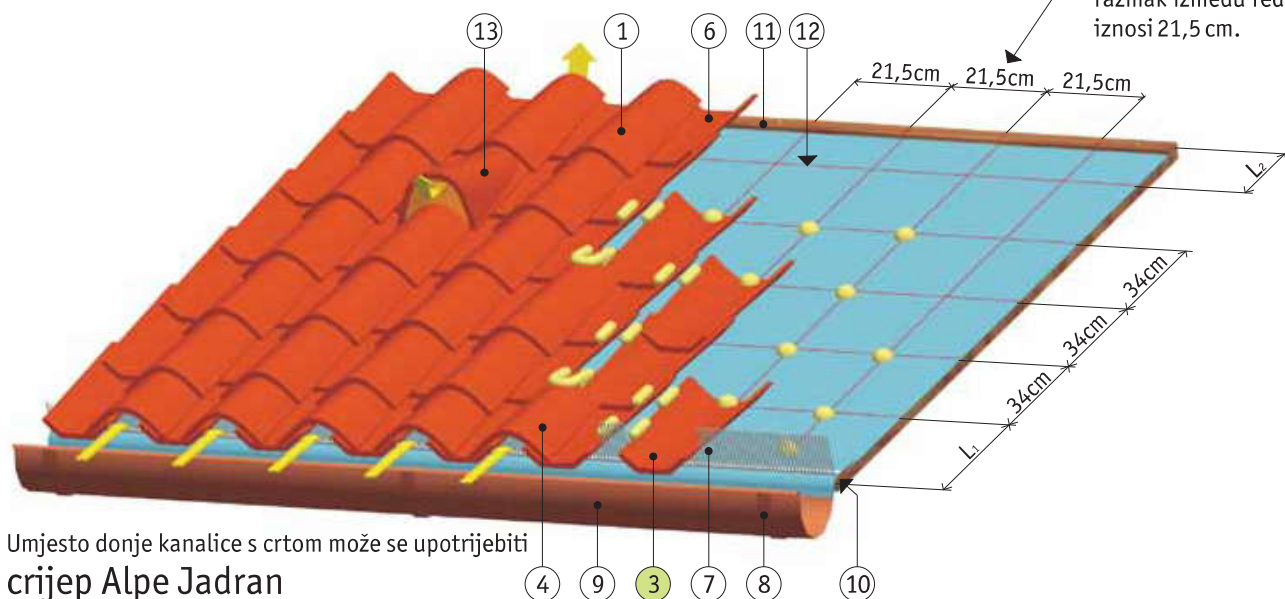 razmak između red
iznosi 21,5 cm.
13
1
6
11
12
21,5cm
21,5cm
21,5cm
L2
34cm
34cm
34cm
L1
Umjesto donje kanalice s crtom može se upotrijebiti
crijep Alpe Jadran
4
9
3
7
8
10